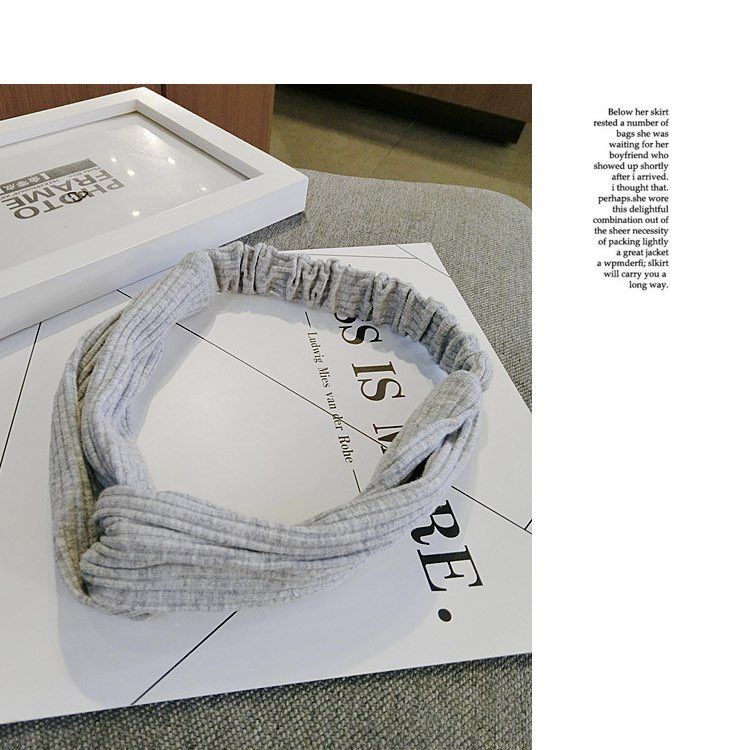 Below her skirt
rested a number of
bags she was
waiting for her
boyfriend who
showed up shortly
after i arrived.
i thought that.
perhaps.she wore
this delightful
combination out of
the sheer necessity
of packing lightly
a great jacket
a wpmderfi; slkirt
will carry you a
long way.
PHOTO
FRAME
SS IS M RE.
— Ludwig Mies van der Rohe —